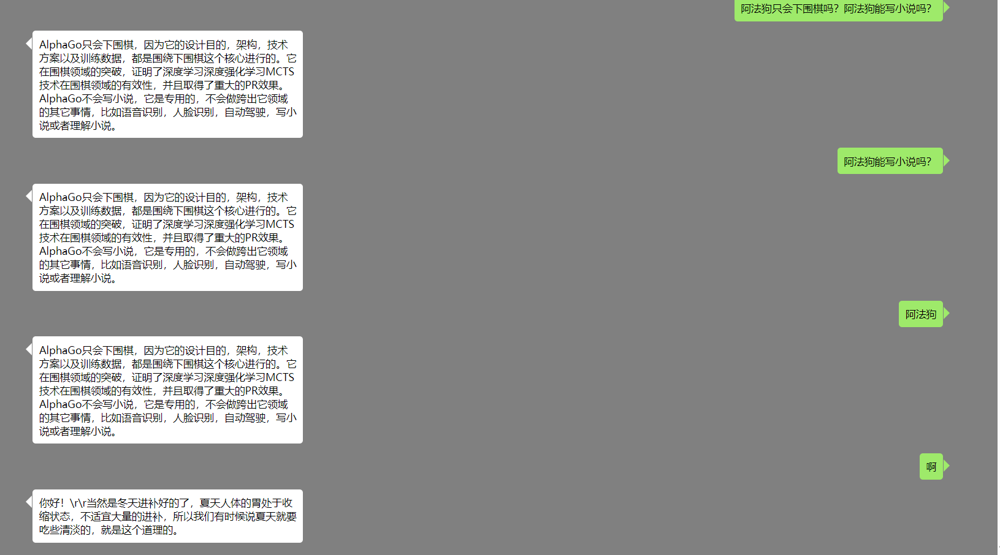 阿法狗只会下围棋吗？阿法狗能写小说吗？
AlphaGo只会下围棋，因为它的设计目的，架构，技术
方案以及训练数据，都是围绕下围棋这个核心进行的。它
在围棋领域的突破，证明了深度学习深度强化学习MCTS
技术在围棋领域的有效性，并且取得了重大的PR效果。
AlphaGo不会写小说，它是专用的，不会做跨出它领域
的其它事情，比如语音识别，人脸识别，自动驾驶，写小
说或者理解小说。
阿法狗能写小说吗？
AlphaGo只会下围棋，因为它的设计目的，架构，技术
方案以及训练数据，都是围绕下围棋这个核心进行的。它
在围棋领域的突破，证明了深度学习深度强化学习MCTS
技术在围棋领域的有效性，并且取得了重大的PR效果。
AlphaGo不会写小说，它是专用的，不会做跨出它领域
的其它事情，比如语音识别，人脸识别，自动驾驶，写小
说或者理解小说。
阿法狗
AlphaGo只会下围棋，因为它的设计目的，架构，技术
方案以及训练数据，都是围绕下围棋这个核心进行的。它
在围棋领域的突破，证明了深度学习深度强化学习MCTS
技术在围棋领域的有效性，并且取得了重大的PR效果。
AlphaGo不会写小说，它是专用的，不会做跨出它领域
的其它事情，比如语音识别，人脸识别，自动驾驶，写小
说或者理解小说。
啊
你好！\r\r当然是冬天进补好的了，夏天人体的胃处于收
缩状态，不适宜大量的进补，所以我们有时候说夏天就要
吃些清淡的，就是这个道理的。